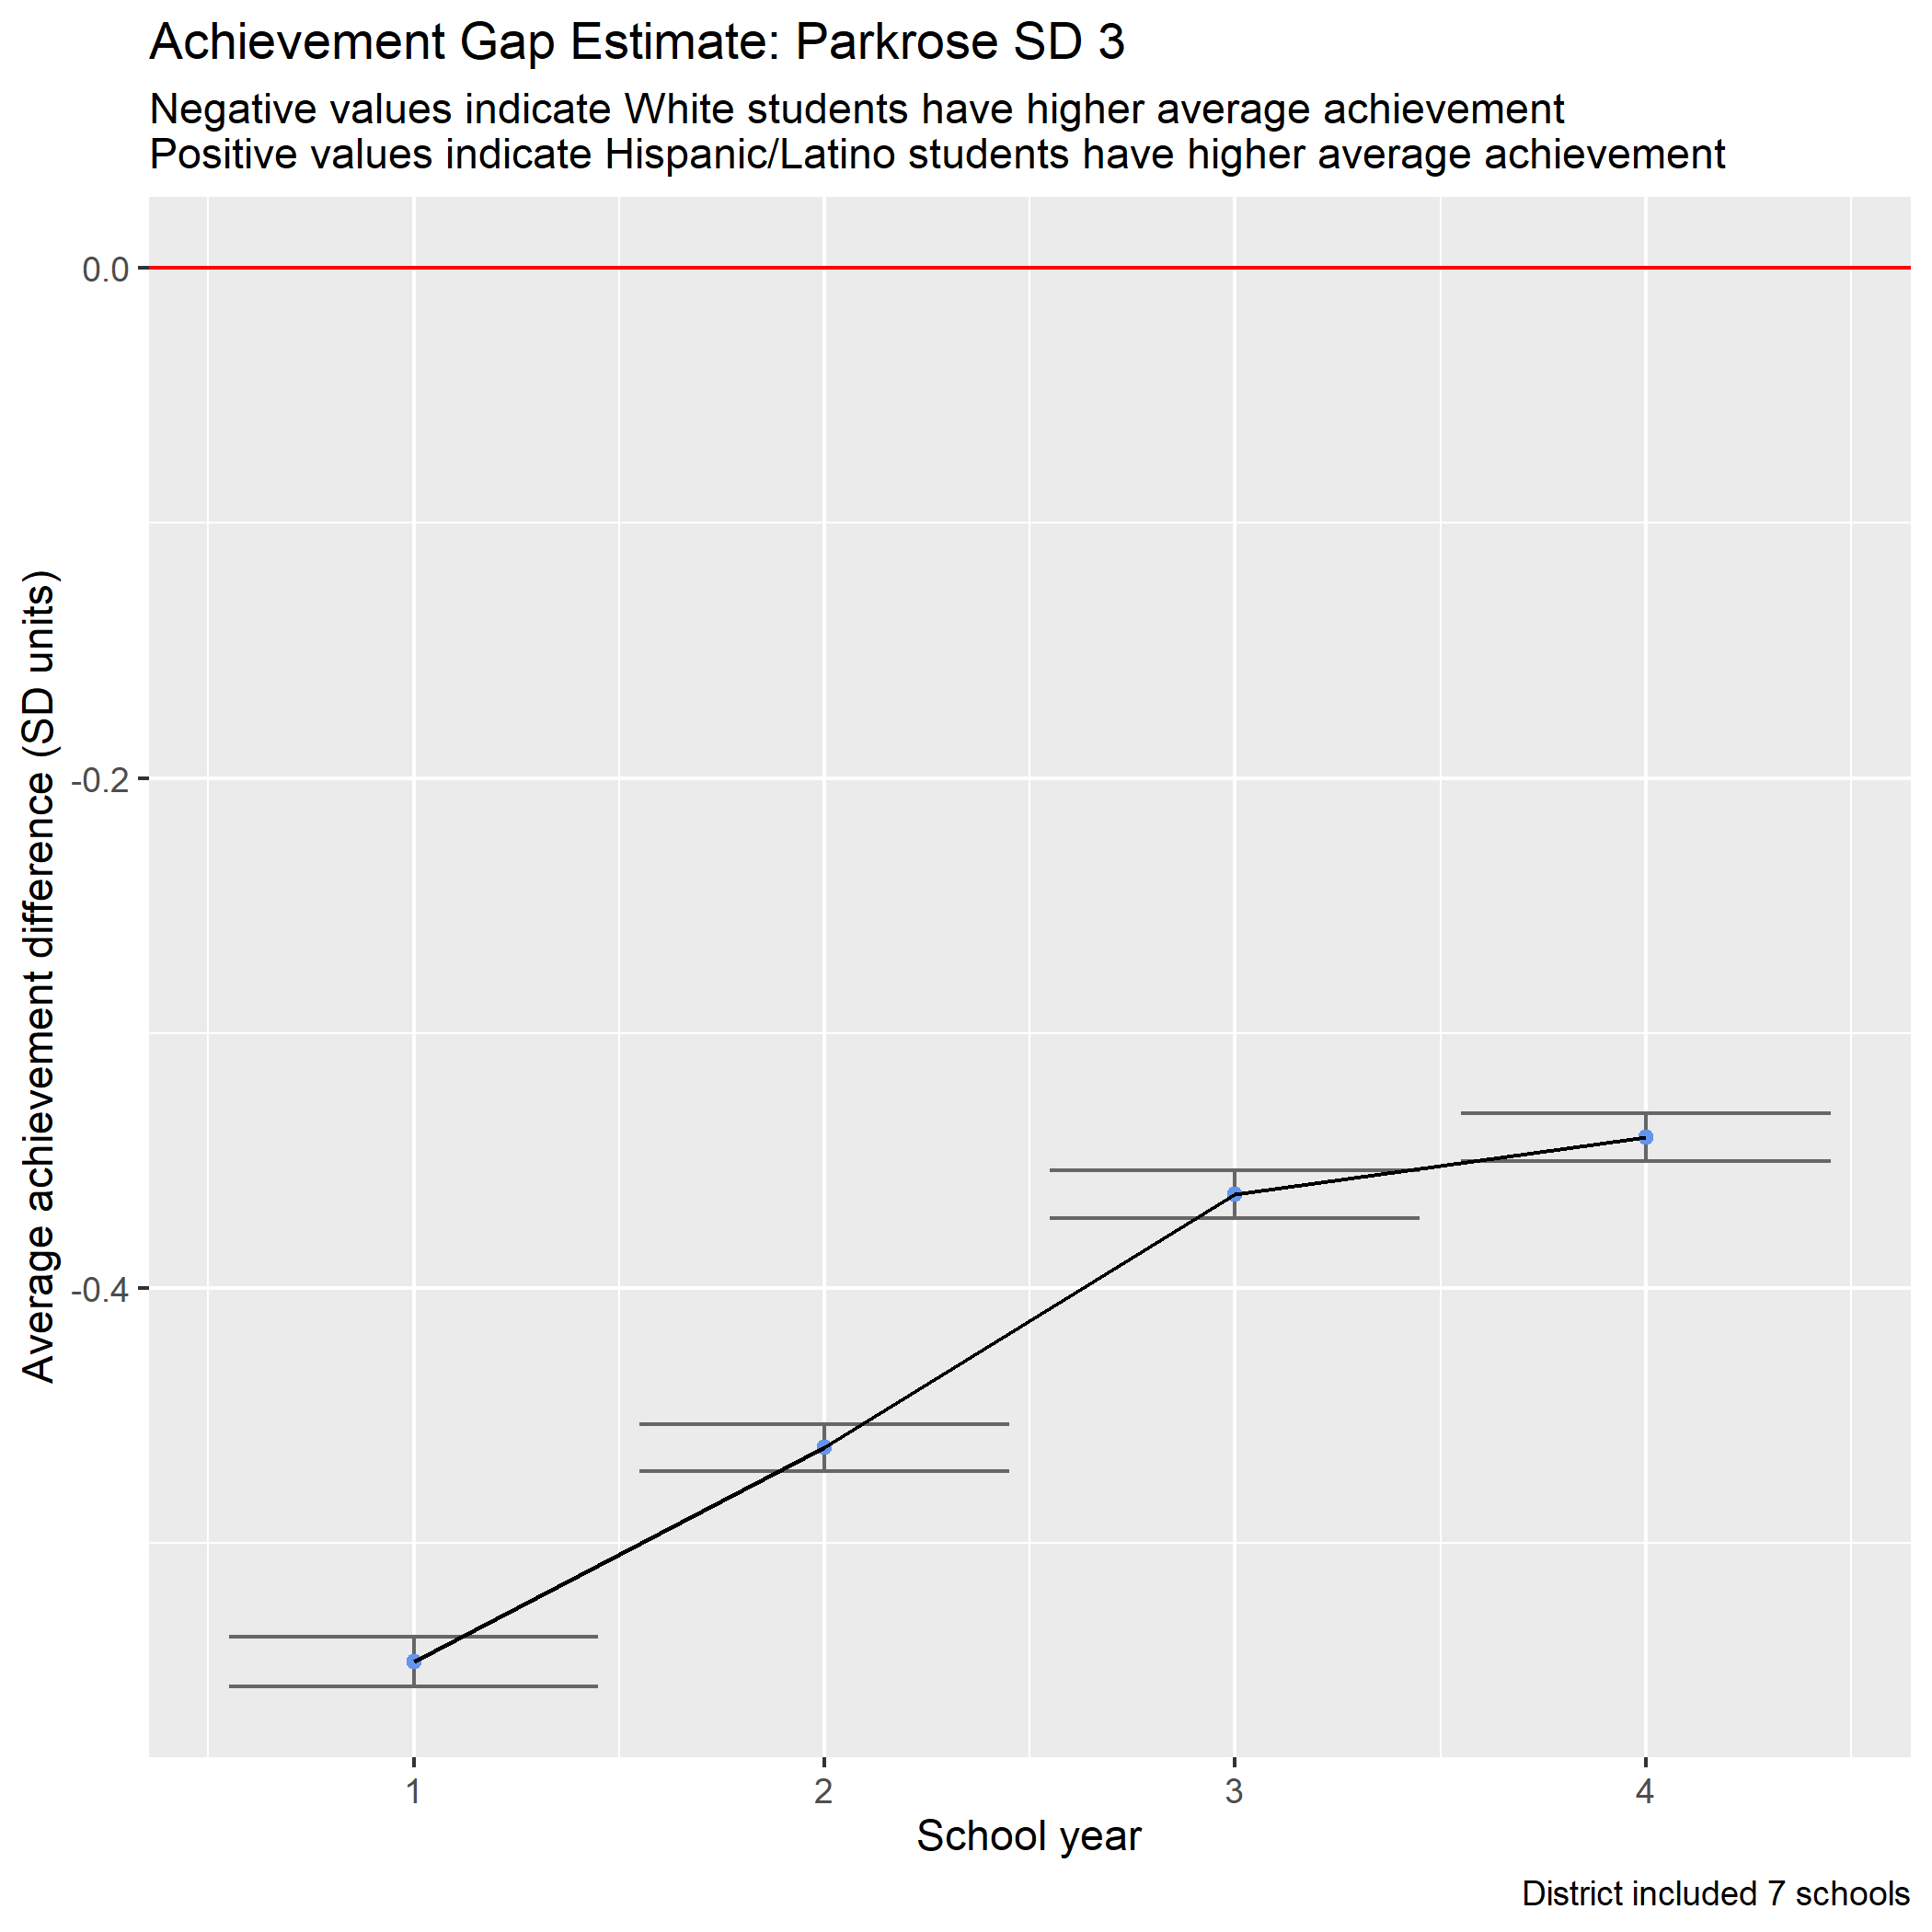 Achievement Gap Estimate: Parkrose SD 3
Negative values indicate White students have higher average achievement
Positive values indicate Hispanic/Latino students have higher average achievement
Average achievement difference (SD units)
0.0
-0.2
-0.4
1
2
3
4
School year
District included 7 schools